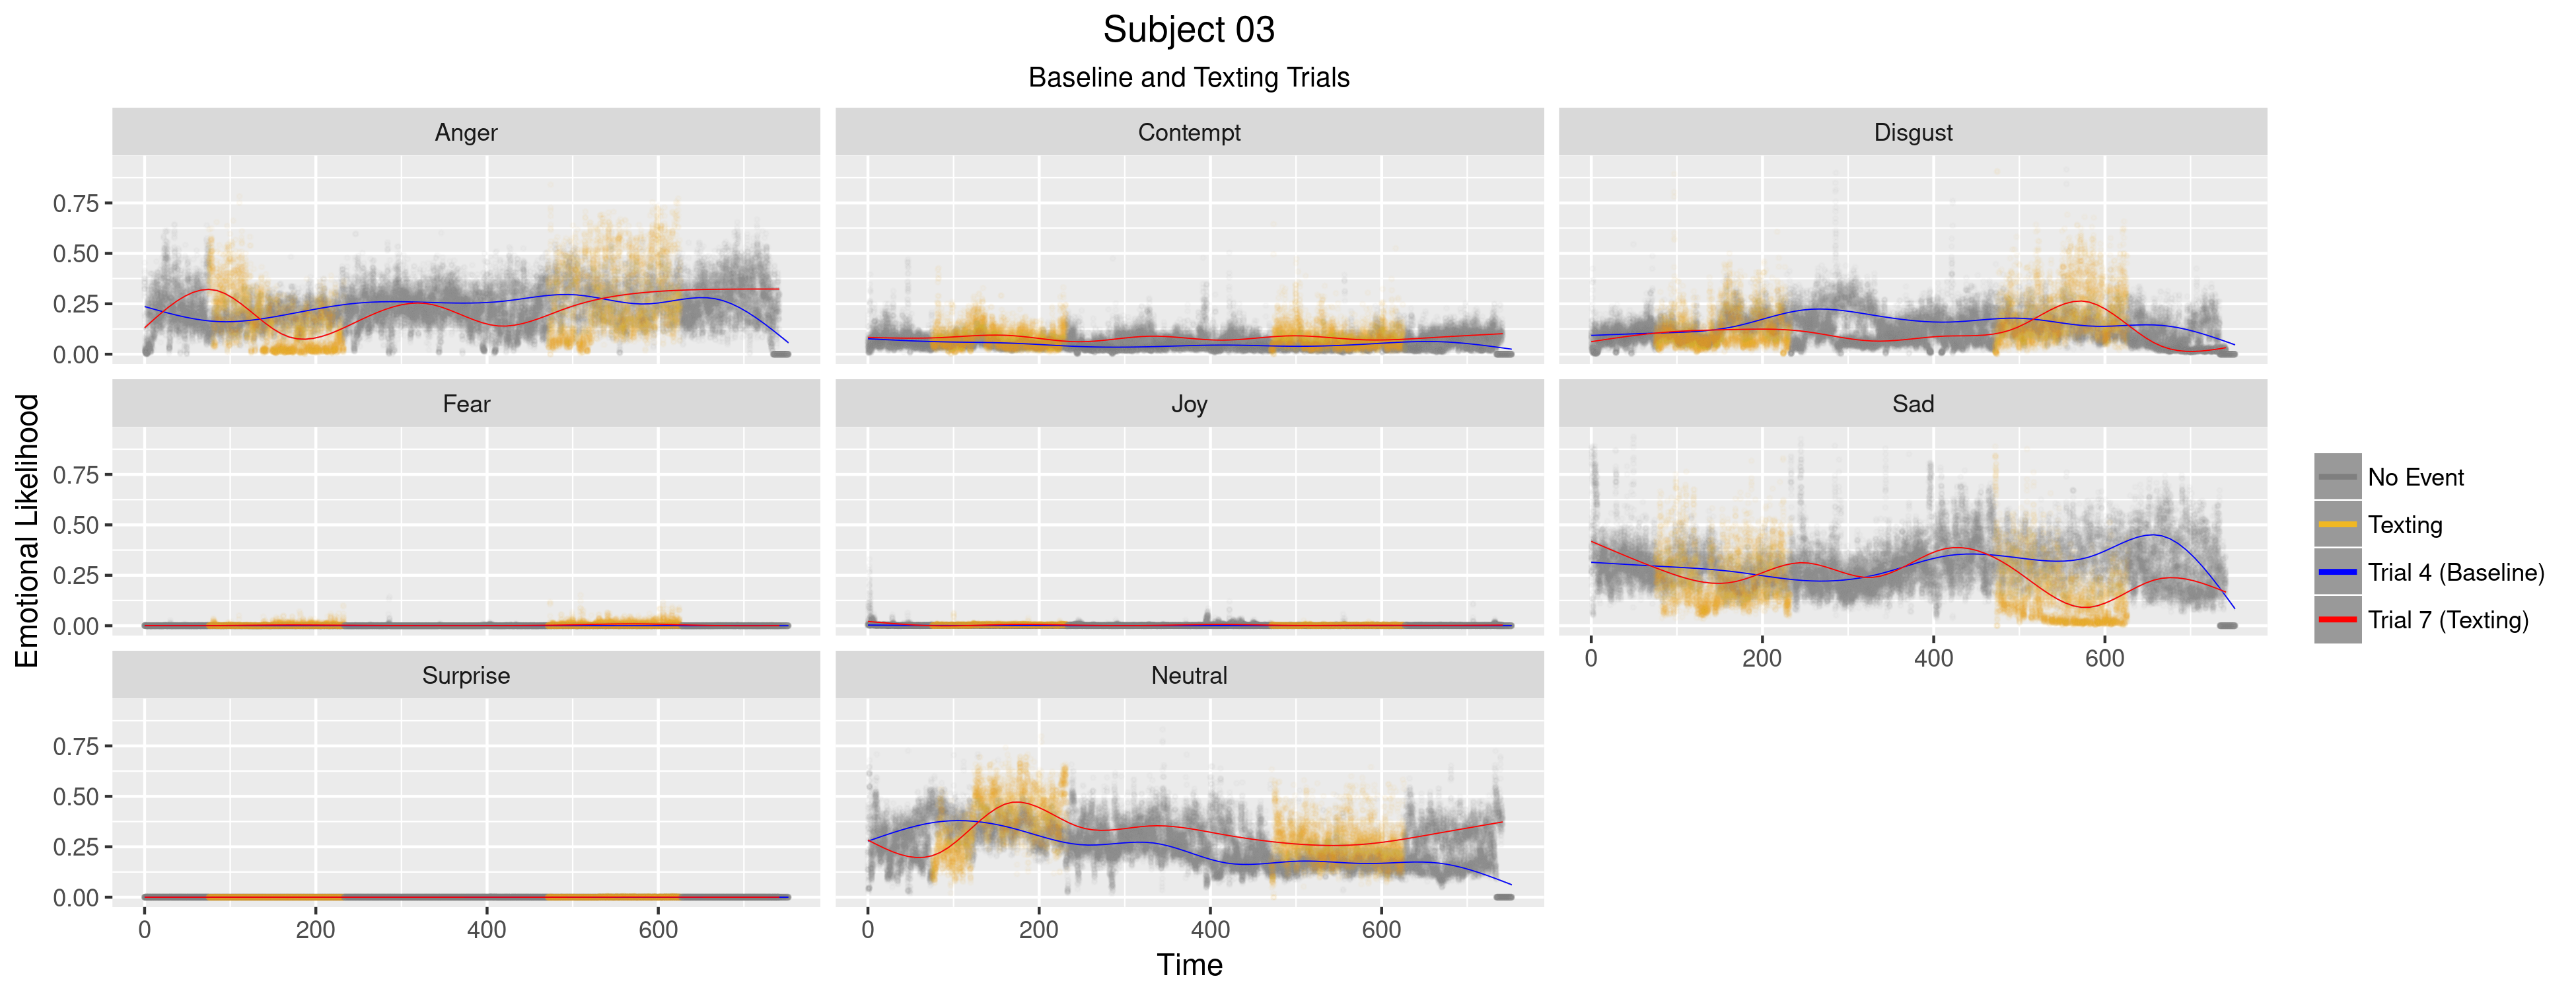 Subject 03
Baseline and Texting Trials
Anger
Contempt
Disgust
0.75
0.50
0.25
0.00
Fear
Joy
Sad
0.75
0.50
0.25
0.00
0 200 400 600
Surprise
Neutral
0.75
0.50
0.25
0.00
0 200 400 600
0 200 400 600
Time
Emotional Likelihood
No Event
Texting
Trial 4 (Baseline)
Trial 7 (Texting)